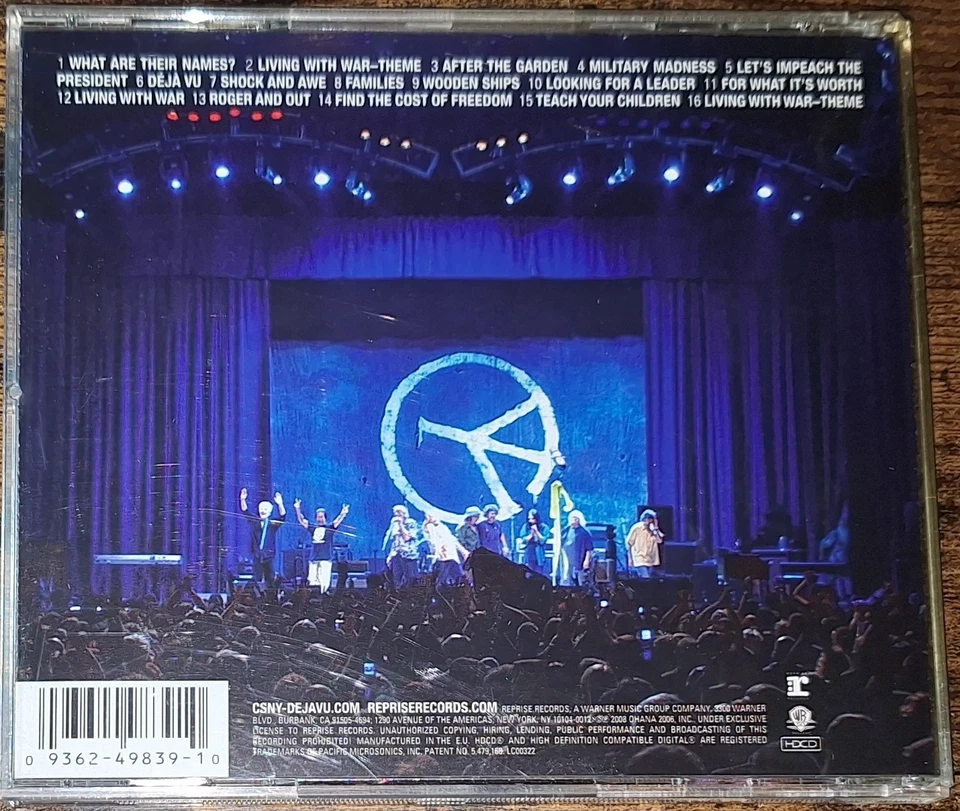 1 WHAT ARE THEIR NAMES? 2 LIVING WITH WAR–THEME 3 AFTER THE GARDEN 4 MILITARY MADNESS 5 LET'S IMPEACH THE
PRESIDENT 6 DÉJÀ VU 7 SHOCK AND AWE 8 FAMILIES 9 WOODEN SHIPS 10 LOOKING FOR A LEADER 11 FOR WHAT IT'S WORTH
12 LIVING WITH WAR 13 ROGER AND OUT 14 FIND THE COST OF FREEDOM 15 TEACH YOUR CHILDREN 16 LIVING WITH WAR–THEME
CSNY-DEJAVU.COM REPRISERECORDS.COM REPRISE RECORDS, A WARNER MUSIC GROUP COMPANY, 3300 WARNER
BLVD., BURBANK, CA 91505-4694; 1290 AVENUE OF THE AMERICAS, NEW YORK, NY 10104-0012. ℗© 2008 OHANA 2006, INC. UNDER EXCLUSIVE
LICENSE TO REPRISE RECORDS. UNAUTHORIZED COPYING, HIRING, LENDING, PUBLIC PERFORMANCE AND BROADCASTING OF THIS
RECORDING PROHIBITED! MANUFACTURED IN THE E.U. HDCD® AND HIGH DEFINITION COMPATIBLE DIGITAL® ARE REGISTERED
TRADEMARKS OF PACIFIC MICROSONICS, INC. PATENT NO. 5,479,168. LC00322
r
WB
HDCD
0 9362-49839-1 0